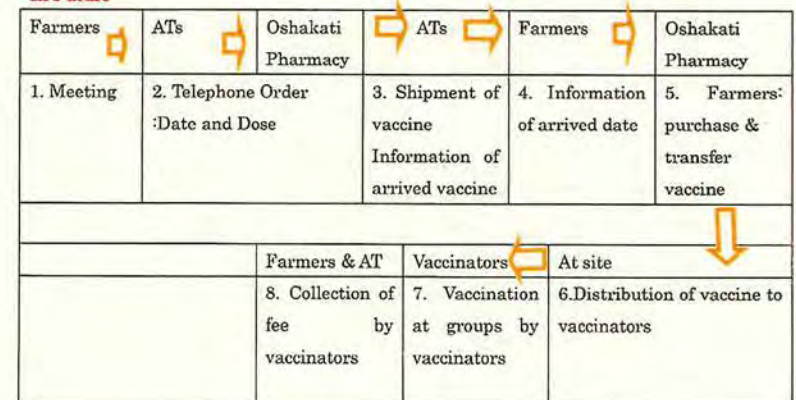 Farmers
ATs
Oshakati
Pharmacy
ATs
Farmers
Oshakati
Pharmacy
1. Meeting
2. Telephone Order
:Date and Dose
3. Shipment of
vaccine
Information of
arrived vaccine
4. Information
of arrived date
5. Farmers:
purchase &
transfer
vaccine
Farmers & AT
Vaccinators
At site
8. Collection of
fee by
vaccinators
7. Vaccination
at groups by
vaccinators
6.Distribution of vaccine to
vaccinators